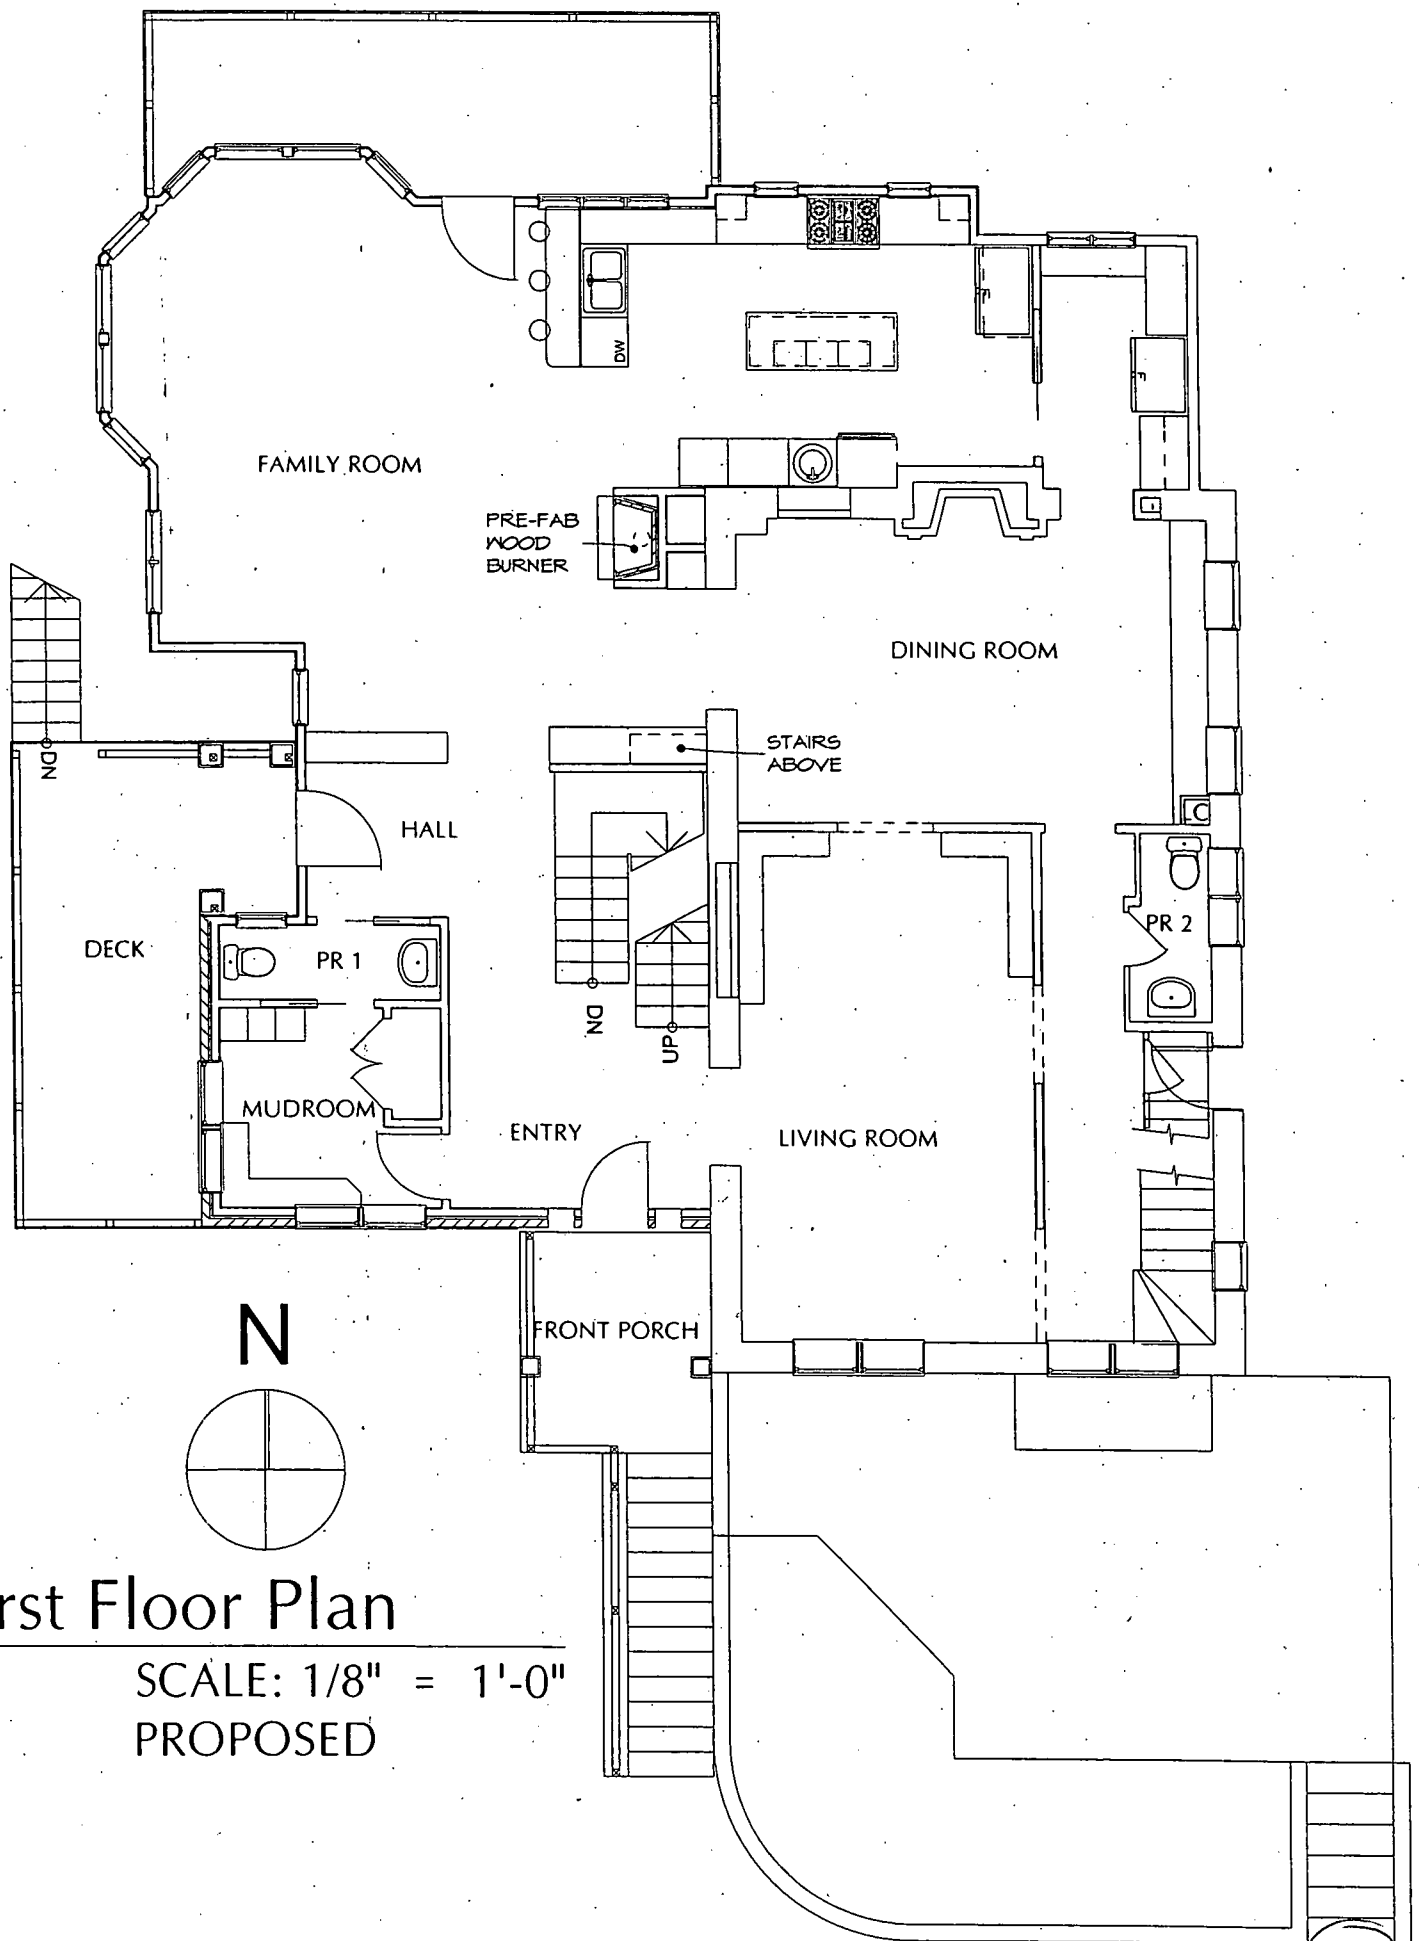 DW
FAMILY ROOM
PRE-FAB
WOOD
BURNER
F
F
DINING ROOM
STAIRS
ABOVE
DN
HALL
LC
DECK
PR 1
PR 2
DN
UP
MUDROOM
ENTRY
LIVING ROOM
FRONT PORCH
N
rst Floor Plan
SCALE: 1/8" = 1'-0"
PROPOSED